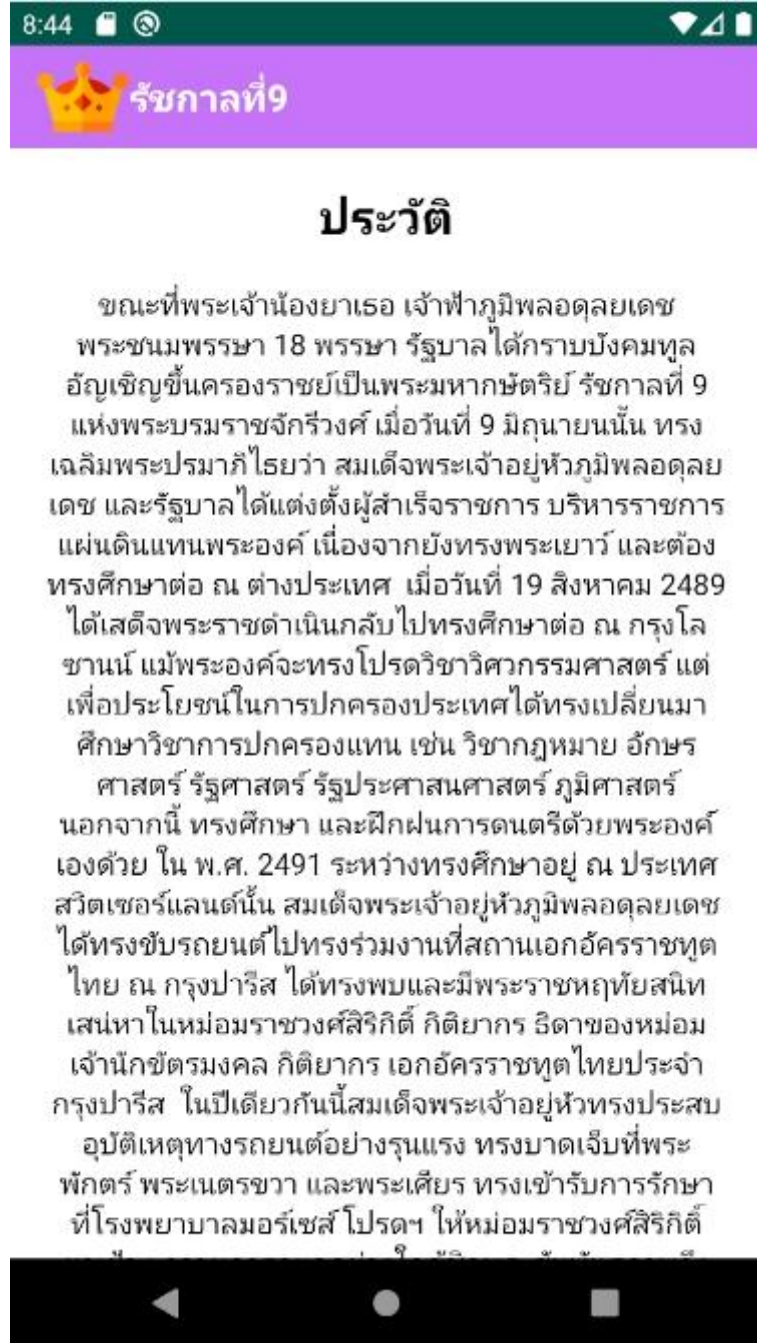 8:44
รัชกาลที่9
ประวัติ
ขณะที่พระเจ้าน้องยาเธอ เจ้าฟ้าภูมิพลอดุลยเดช
พระชนมพรรษา 18 พรรษา รัฐบาลได้กราบบังคมทูล
อัญเชิญขึ้นครองราชย์เป็นพระมหากษัตริย์ รัชกาลที่ 9
แห่งพระบรมราชจักรีวงศ์ เมื่อวันที่ 9 มิถุนายนนั้น ทรง
เฉลิมพระปรมาภิไธยว่า สมเด็จพระเจ้าอยู่หัวภูมิพลอดุลย
เดช และรัฐบาลได้แต่งตั้งผู้สำเร็จราชการ บริหารราชการ
แผ่นดินแทนพระองค์ เนื่องจากยังทรงพระเยาว์ และต้อง
ทรงศึกษาต่อ ณ ต่างประเทศ  เมื่อวันที่ 19 สิงหาคม 2489
ได้เสด็จพระราชดำเนินกลับไปทรงศึกษาต่อ ณ กรุงโล
ซานน์ แม้พระองค์จะทรงโปรดวิชาวิศวกรรมศาสตร์ แต่
เพื่อประโยชน์ในการปกครองประเทศได้ทรงเปลี่ยนมา
ศึกษาวิชาการปกครองแทน เช่น วิชากฎหมาย อักษร
ศาสตร์ รัฐศาสตร์ รัฐประศาสนศาสตร์ ภูมิศาสตร์
นอกจากนี้ ทรงศึกษา และฝึกฝนการดนตรีด้วยพระองค์
เองด้วย ใน พ.ศ. 2491 ระหว่างทรงศึกษาอยู่ ณ ประเทศ
สวิตเซอร์แลนด์นั้น สมเด็จพระเจ้าอยู่หัวภูมิพลอดุลยเดช
ได้ทรงขับรถยนต์ไปทรงร่วมงานที่สถานเอกอัครราชทูต
ไทย ณ กรุงปารีส ได้ทรงพบและมีพระราชหฤทัยสนิท
เสน่หาในหม่อมราชวงศ์สิริกิติ์ กิติยากร ธิดาของหม่อม
เจ้านักขัตรมงคล กิติยากร เอกอัครราชทูตไทยประจำ
กรุงปารีส  ในปีเดียวกันนี้สมเด็จพระเจ้าอยู่หัวทรงประสบ
อุบัติเหตุทางรถยนต์อย่างรุนแรง ทรงบาดเจ็บที่พระ
พักตร์ พระเนตรขวา และพระเศียร ทรงเข้ารับการรักษา
ที่โรงพยาบาลมอร์เซส์ โปรดฯ ให้หม่อมราชวงศ์สิริกิติ์